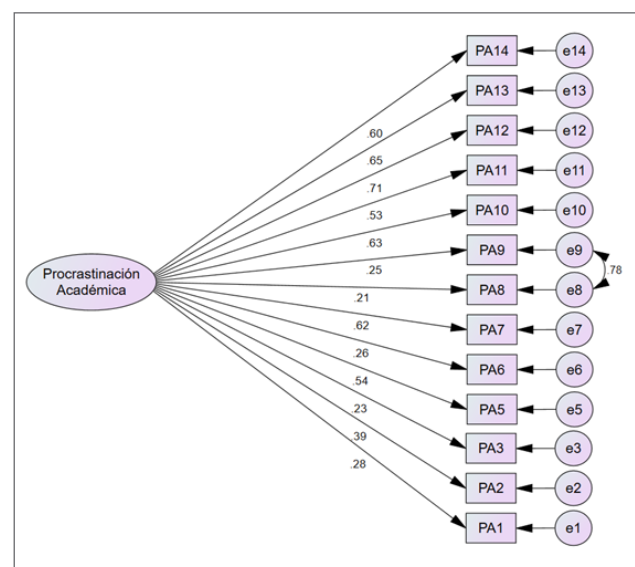 PA14 e14
PA13 e13
.60
PA12 e12
.65
PA11 e11
.71
PA10 e10
.53
PA9 e9
.63
.25
.78
Procrastinación
Académica
PA8 e8
.21
PA7 e7
.62
PA6 e6
.26
.54
PA5 e5
.23
PA3 e3
.39
.28
PA2 e2
PA1 e1